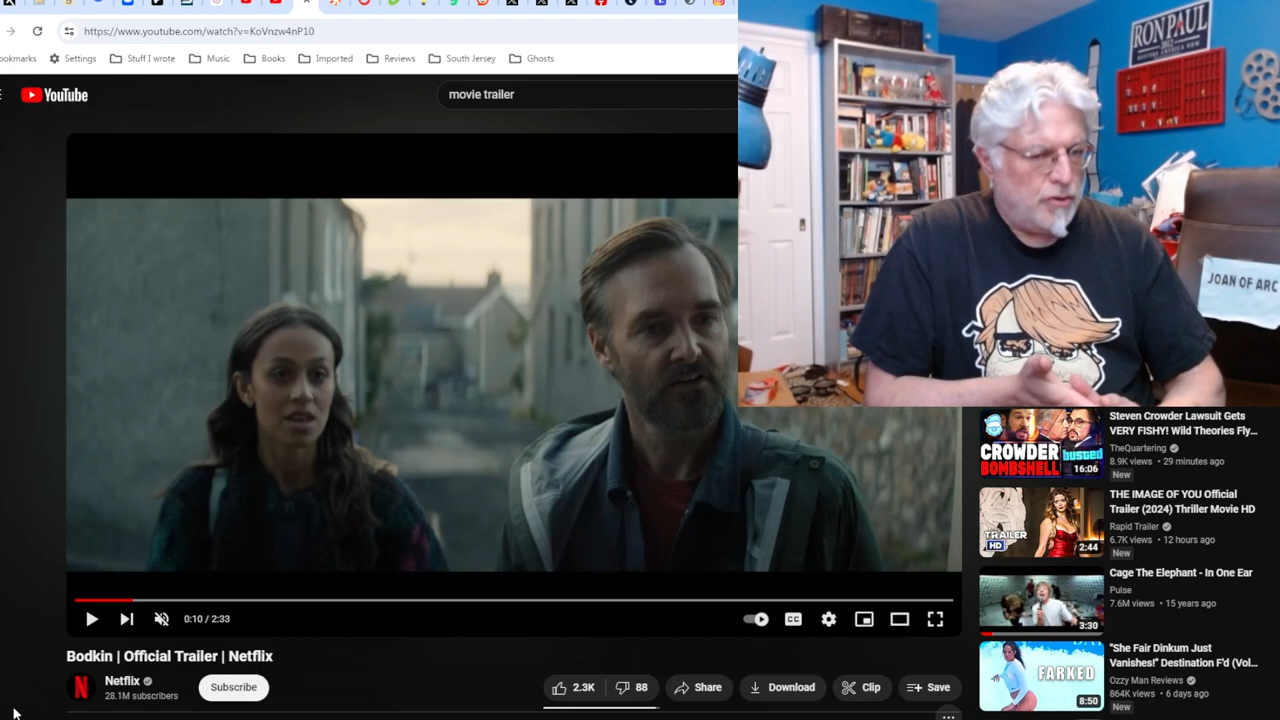 https://www.youtube.com/watch?v=KoVnzw4nP10
okmarks
Settings
Stuff I wrote
Music
Books
Imported
Reviews
South Jersey
Ghosts
YouTube
movie trailer
RON PAUL
2012
RESTORE AMERICA NOW
JOAN OF ARC
0:10 / 2:33
CC
Bodkin | Official Trailer | Netflix
Netflix
28.1M subscribers
Subscribe
2.3K
88
Share
Download
Clip
Save
CROWDER
BOMBSHELL
busted
16:06
Steven Crowder Lawsuit Gets
VERY FISHY! Wild Theories Fly...
TheQuartering
8.9K views • 29 minutes ago
New
TRAILER
HD
2:44
THE IMAGE OF YOU Official
Trailer (2024) Thriller Movie HD
Rapid Trailer
6.7K views • 12 hours ago
New
3:30
Cage The Elephant - In One Ear
Pulse
7.6M views • 15 years ago
FARKED
8:50
"She Fair Dinkum Just
Vanishes!" Destination F'd (Vol...
Ozzy Man Reviews
864K views • 6 days ago
New